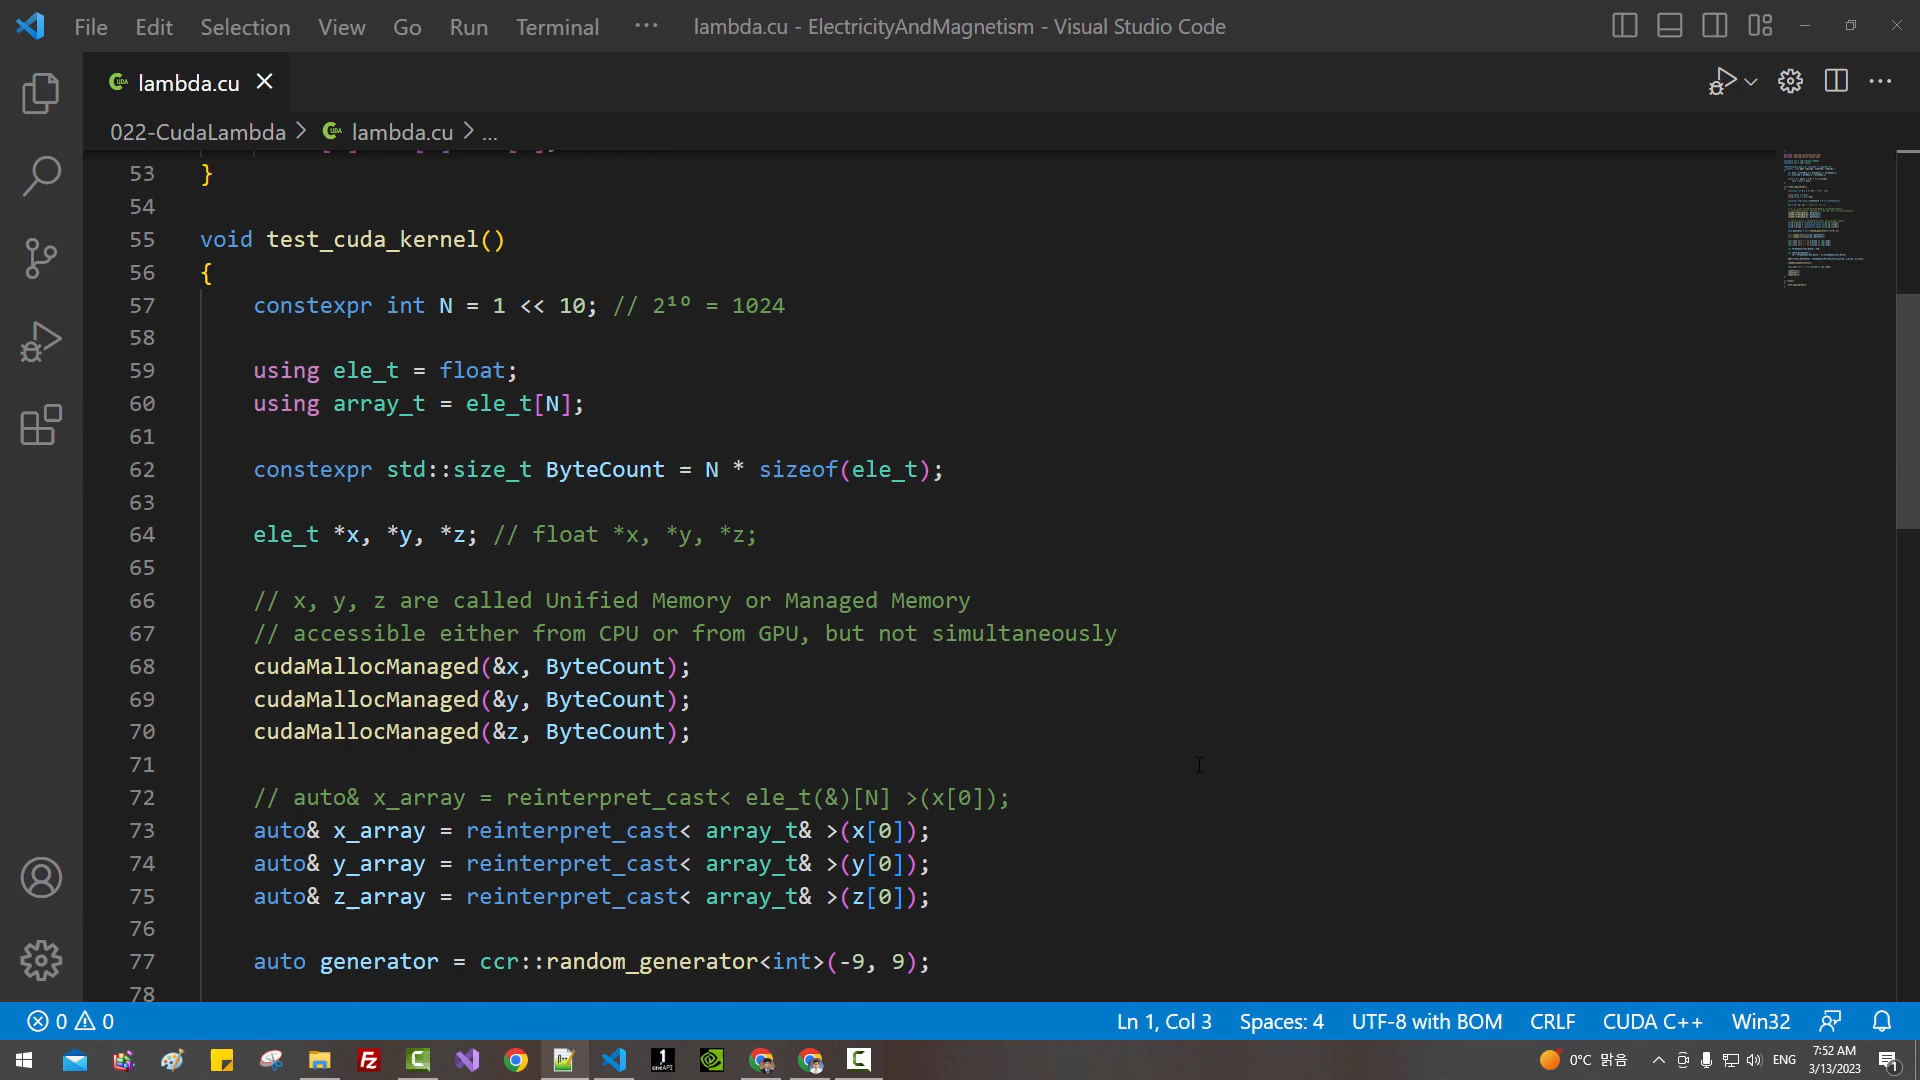 File Edit Selection View Go Run Terminal ··· lambda.cu - ElectricityAndMagnetism - Visual Studio Code
lambda.cu
022-CudaLambda > lambda.cu > ...
53 }
54
55 void test_cuda_kernel()
56 {
57 constexpr int N = 1 << 10; // 2¹⁰ = 1024
58
59 using ele_t = float;
60 using array_t = ele_t[N];
61
62 constexpr std::size_t ByteCount = N * sizeof(ele_t);
63
64 ele_t *x, *y, *z; // float *x, *y, *z;
65
66 // x, y, z are called Unified Memory or Managed Memory
67 // accessible either from CPU or from GPU, but not simultaneously
68 cudaMallocManaged(&x, ByteCount);
69 cudaMallocManaged(&y, ByteCount);
70 cudaMallocManaged(&z, ByteCount);
71
72 // auto& x_array = reinterpret_cast< ele_t(&)[N] >(x[0]);
73 auto& x_array = reinterpret_cast< array_t& >(x[0]);
74 auto& y_array = reinterpret_cast< array_t& >(y[0]);
75 auto& z_array = reinterpret_cast< array_t& >(z[0]);
76
77 auto generator = ccr::random_generator<int>(-9, 9);
78
0 0 Ln 1, Col 3 Spaces: 4 UTF-8 with BOM CRLF CUDA C++ Win32
0°C 맑음 ENG 7:52 AM
3/13/2023